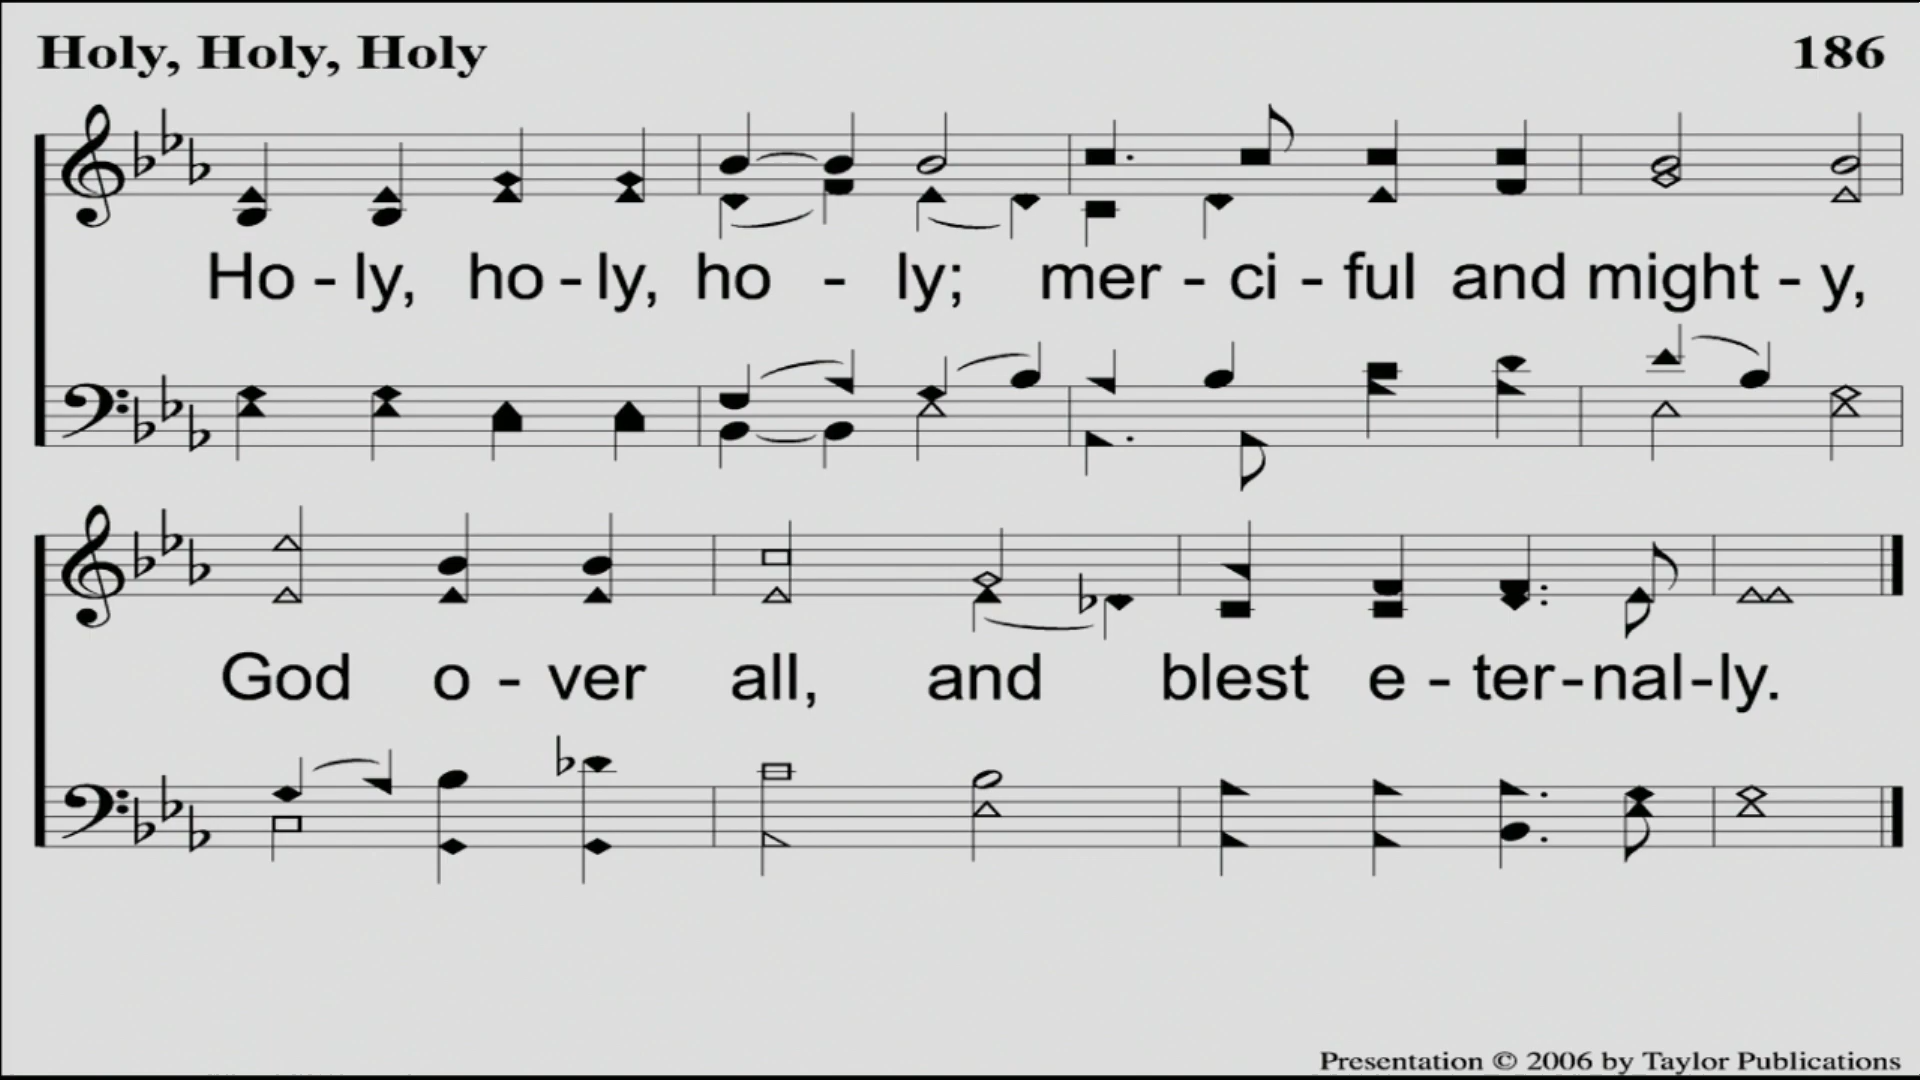 Holy, Holy, Holy 186
Ho - ly, ho - ly, ho - ly; mer - ci - ful and might - y,
God o - ver all, and blest e - ter - nal - ly.
Presentation © 2006 by Taylor Publications